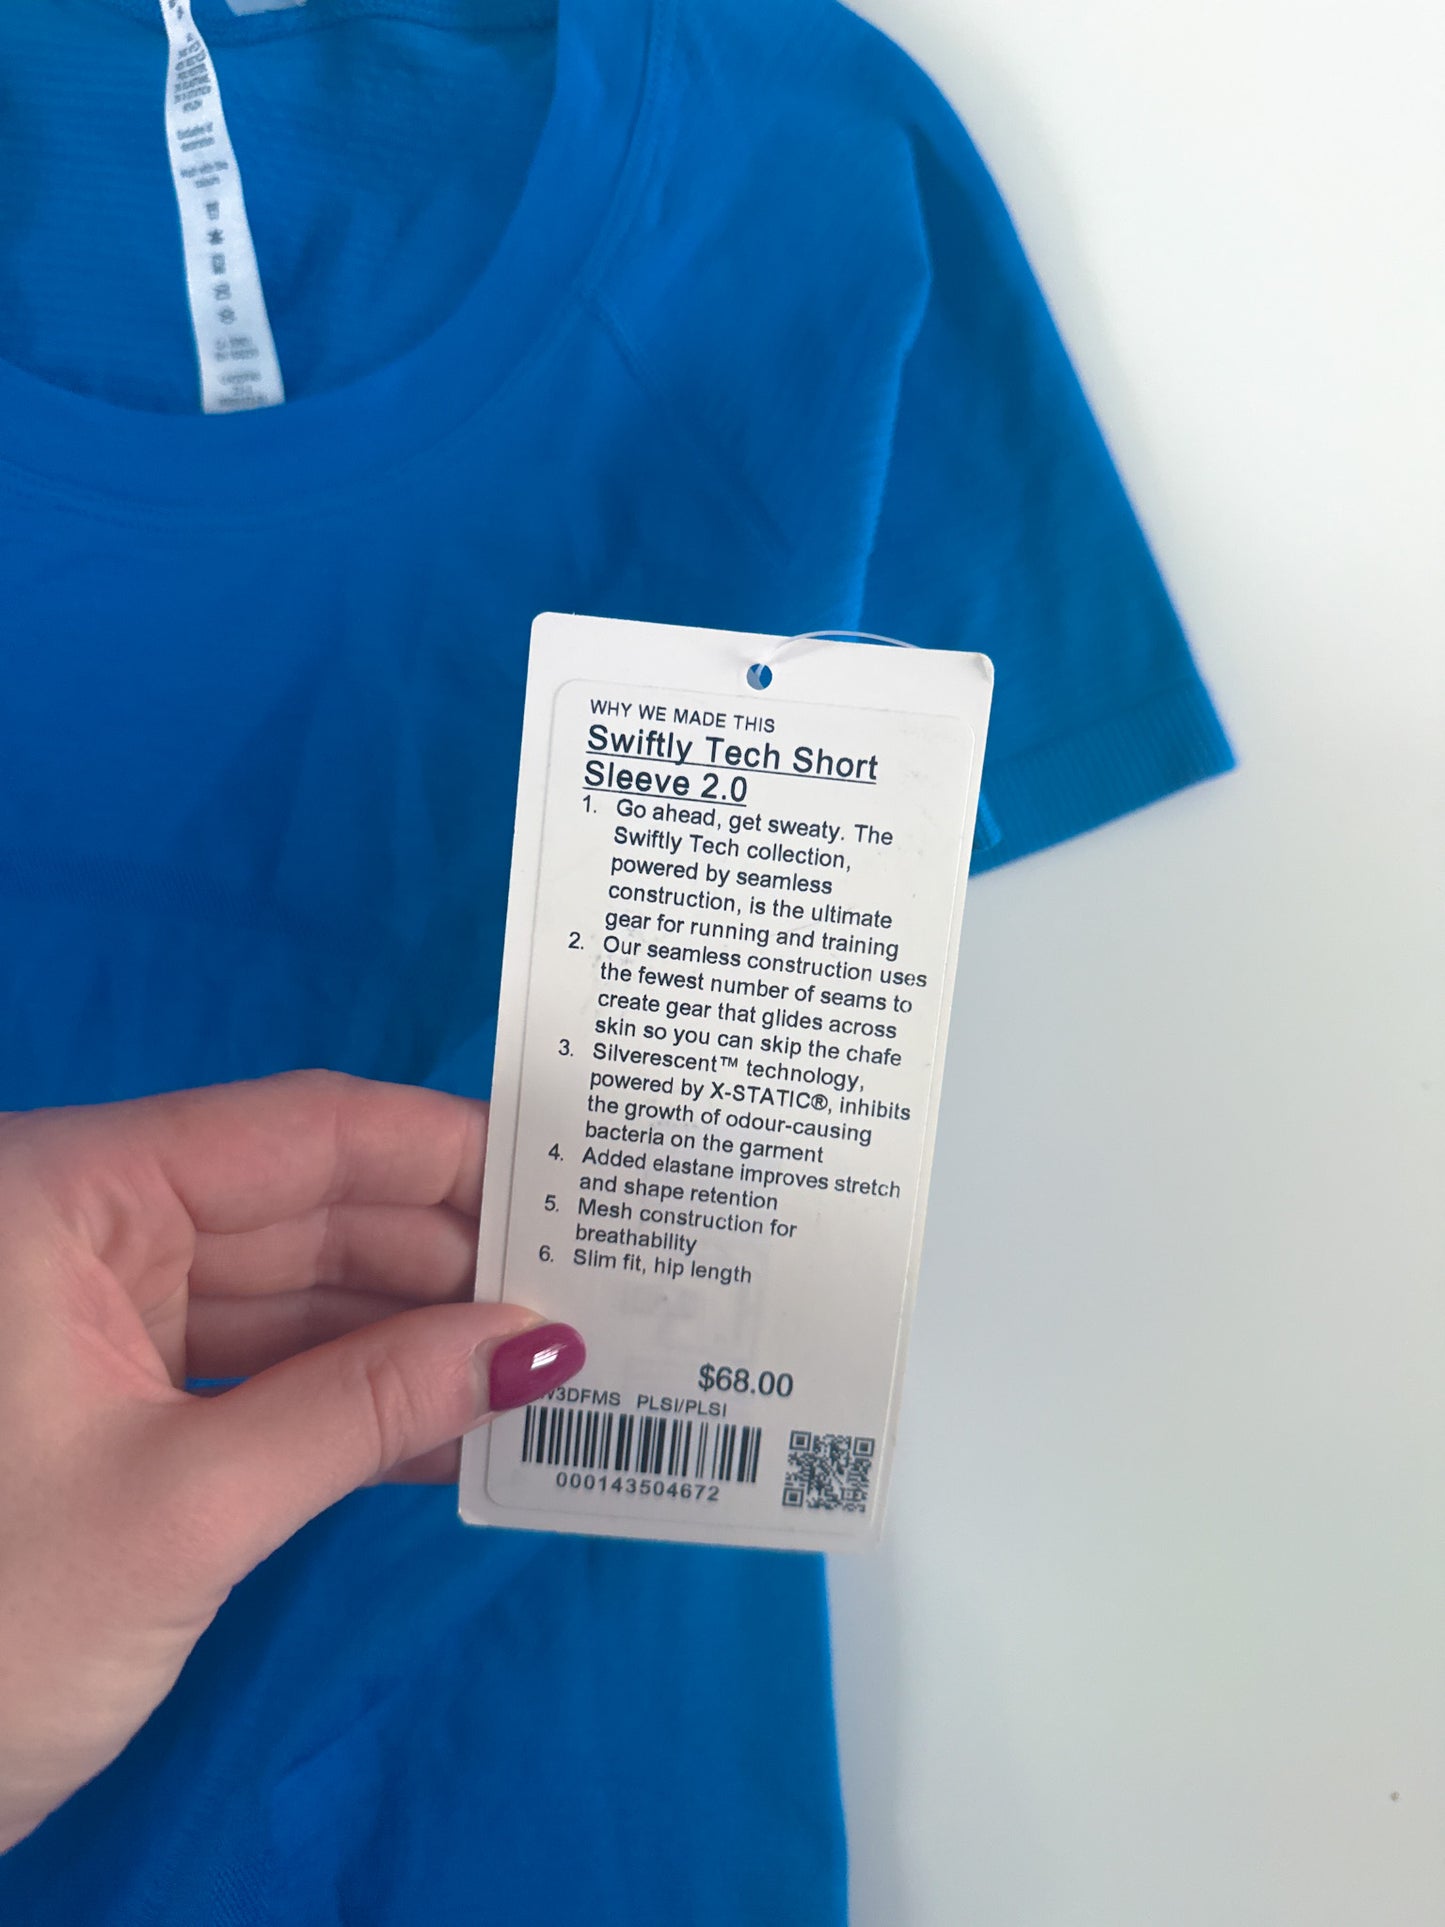 WHY WE MADE THIS
Swiftly Tech Short
Sleeve 2.0
1. Go ahead, get sweaty. The
Swiftly Tech collection,
powered by seamless
construction, is the ultimate
gear for running and training
2. Our seamless construction uses
the fewest number of seams to
create gear that glides across
skin so you can skip the chafe
3. Silverescent™ technology,
powered by X-STATIC®, inhibits
the growth of odour-causing
bacteria on the garment
4. Added elastane improves stretch
and shape retention
5. Mesh construction for
breathability
6. Slim fit, hip length
$68.00
PLSI/PLSI
000143504672